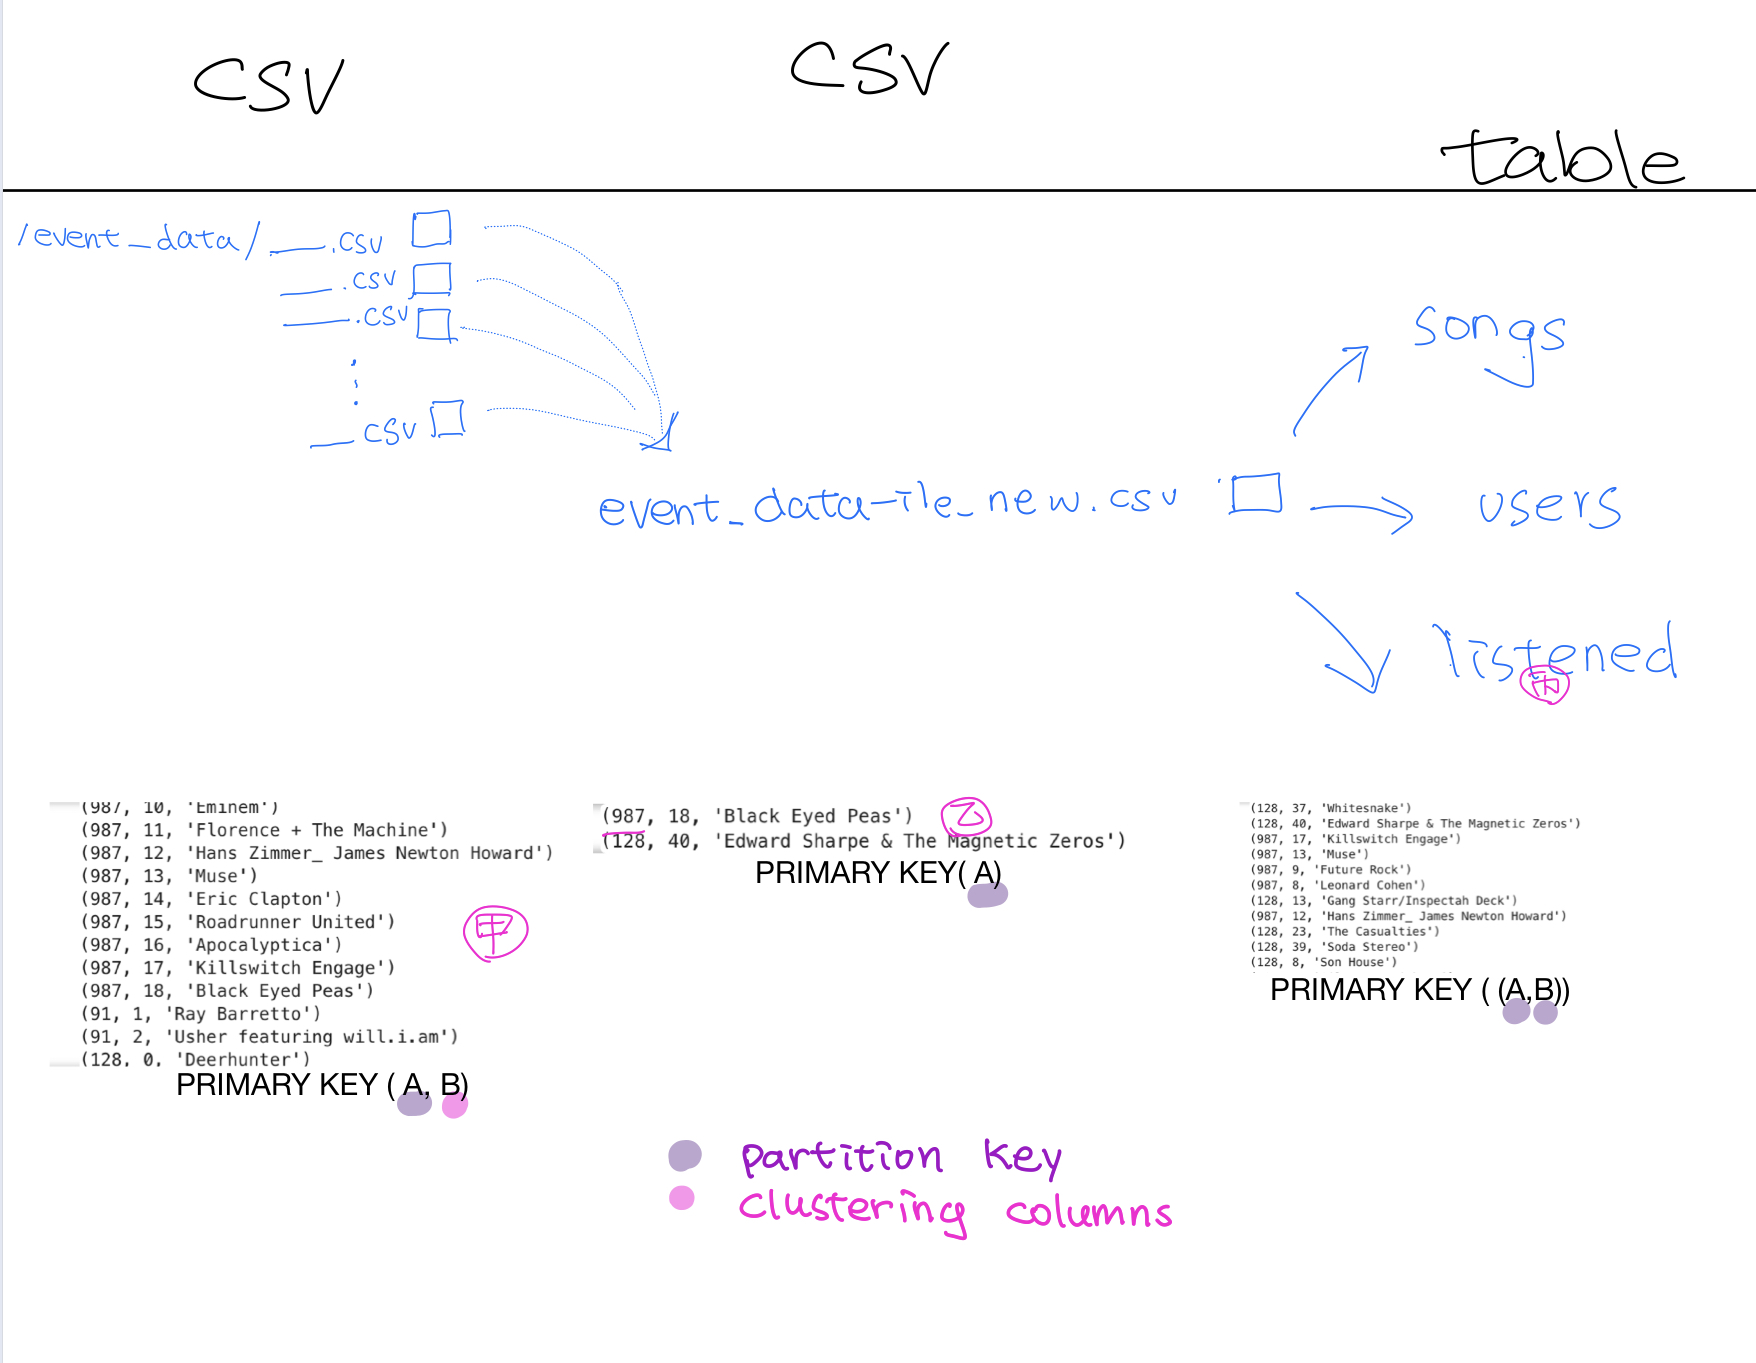 CSV
CSV
table
/event_data/___.csv
___.csv
___.csv
__csv
event_data-ile_new.csv
songs
users
listened
丙
(987, 10, 'Eminem')
(987, 11, 'Florence + The Machine')
(987, 12, 'Hans Zimmer_ James Newton Howard')
(987, 13, 'Muse')
(987, 14, 'Eric Clapton')
(987, 15, 'Roadrunner United')
(987, 16, 'Apocalyptica')
(987, 17, 'Killswitch Engage')
(987, 18, 'Black Eyed Peas')
(91, 1, 'Ray Barretto')
(91, 2, 'Usher featuring will.i.am')
(128, 0, 'Deerhunter')
甲
PRIMARY KEY ( A, B)
(987, 18, 'Black Eyed Peas')
乙
(128, 40, 'Edward Sharpe & The Magnetic Zeros')
PRIMARY KEY( A)
(128, 37, 'Whitesnake')
(128, 40, 'Edward Sharpe & The Magnetic Zeros')
(987, 17, 'Killswitch Engage')
(987, 13, 'Muse')
(987, 9, 'Future Rock')
(987, 8, 'Leonard Cohen')
(128, 13, 'Gang Starr/Inspectah Deck')
(987, 12, 'Hans Zimmer_ James Newton Howard')
(128, 23, 'The Casualties')
(128, 39, 'Soda Stereo')
(128, 8, 'Son House')
PRIMARY KEY ( (A,B))
partition key
clustering columns